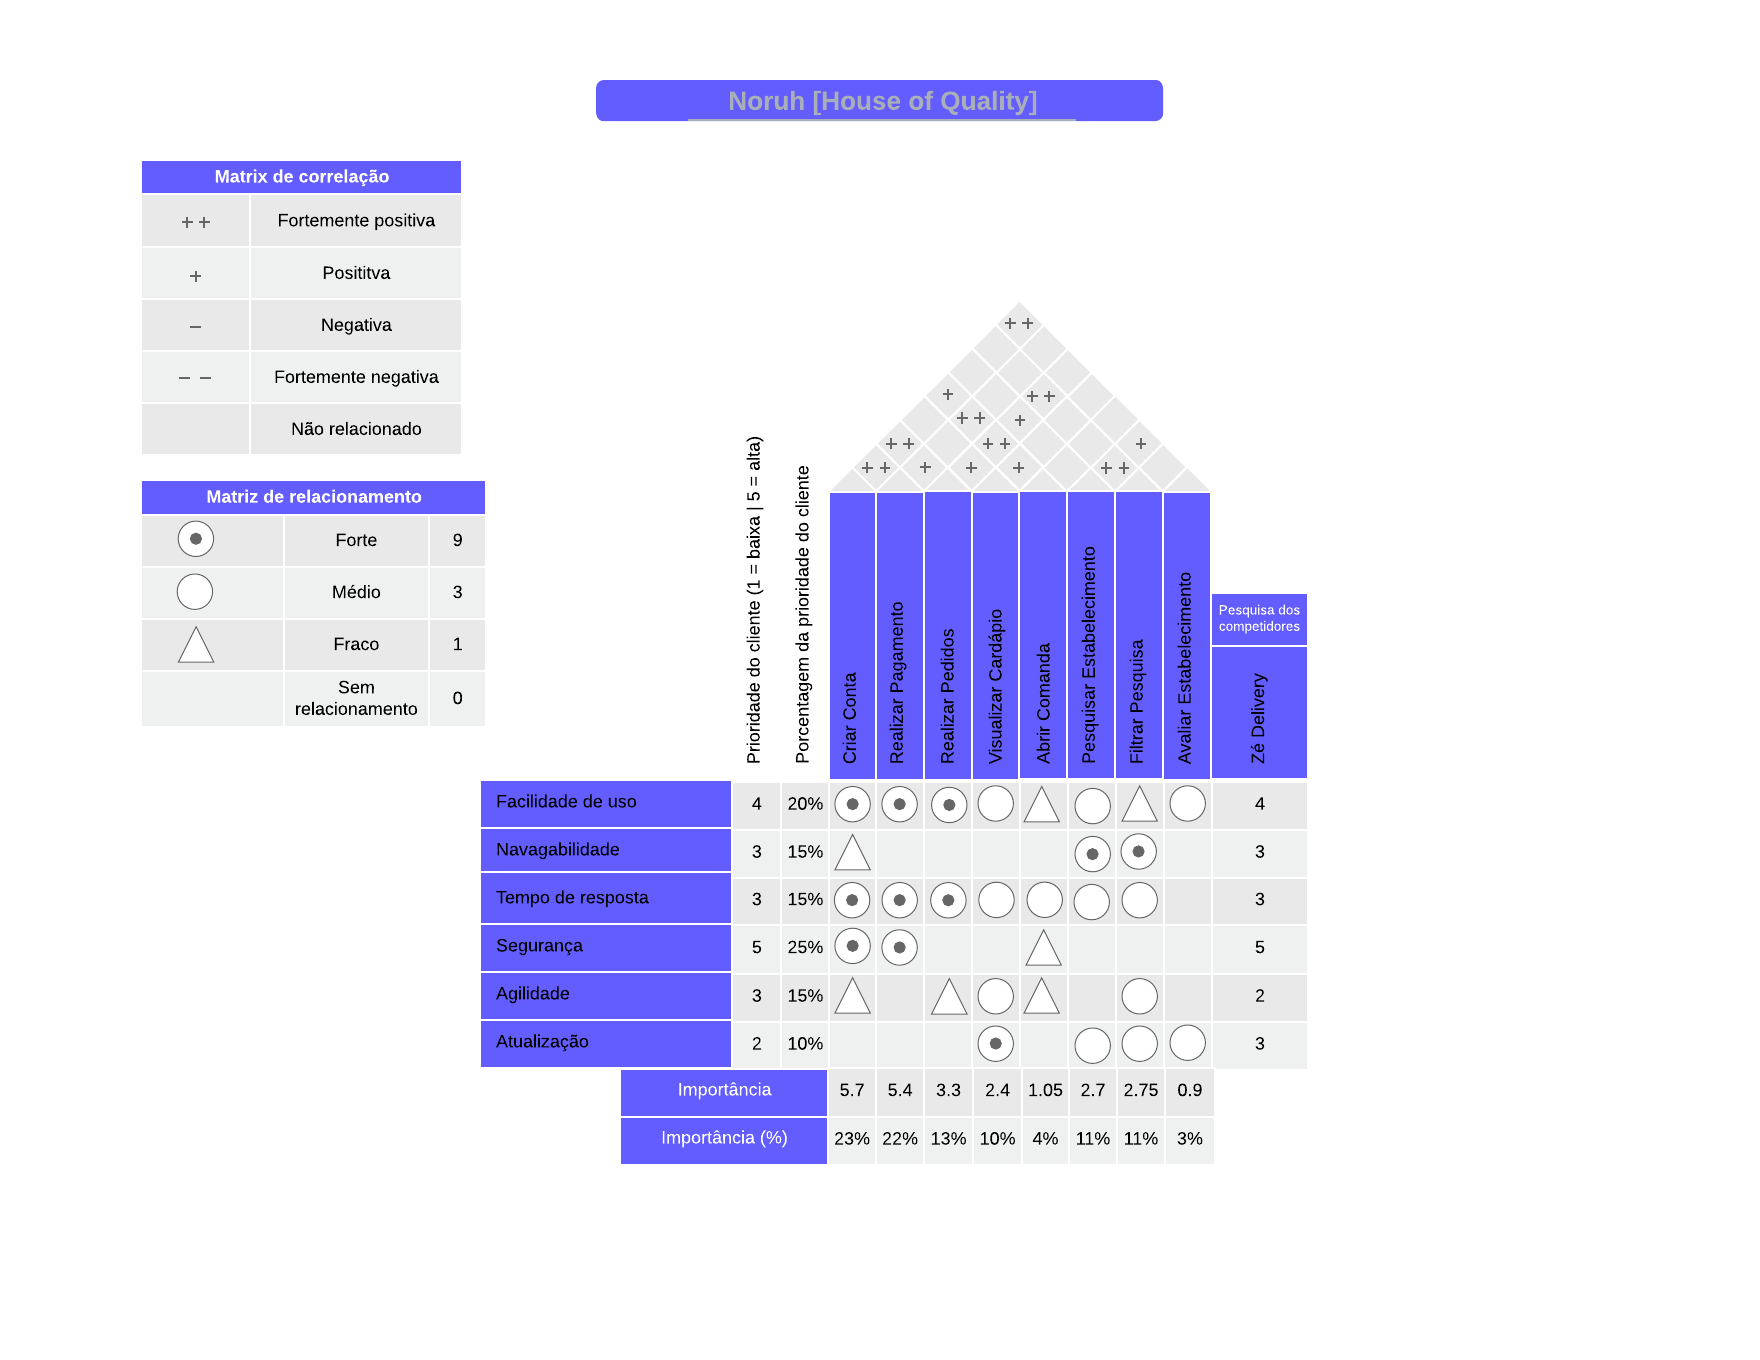 Noruh [House of Quality]
Matrix de correlação
++ Fortemente positiva
+ Posititva
− Negativa
− − Fortemente negativa
Não relacionado
Matriz de relacionamento
Forte 9
Médio 3
Fraco 1
Sem
relacionamento 0
++
+ ++
++ +
++ ++ +
++ + + + ++
Prioridade do cliente (1 = baixa | 5 = alta)
Porcentagem da prioridade do cliente
Criar Conta
Realizar Pagamento
Realizar Pedidos
Visualizar Cardápio
Abrir Comanda
Pesquisar Estabelecimento
Filtrar Pesquisa
Avaliar Estabelecimento
Pesquisa dos
competidores
Zé Delivery
Facilidade de uso 4 20% 4
Navagabilidade 3 15% 3
Tempo de resposta 3 15% 3
Segurança 5 25% 5
Agilidade 3 15% 2
Atualização 2 10% 3
Importância 5.7 5.4 3.3 2.4 1.05 2.7 2.75 0.9
Importância (%) 23% 22% 13% 10% 4% 11% 11% 3%